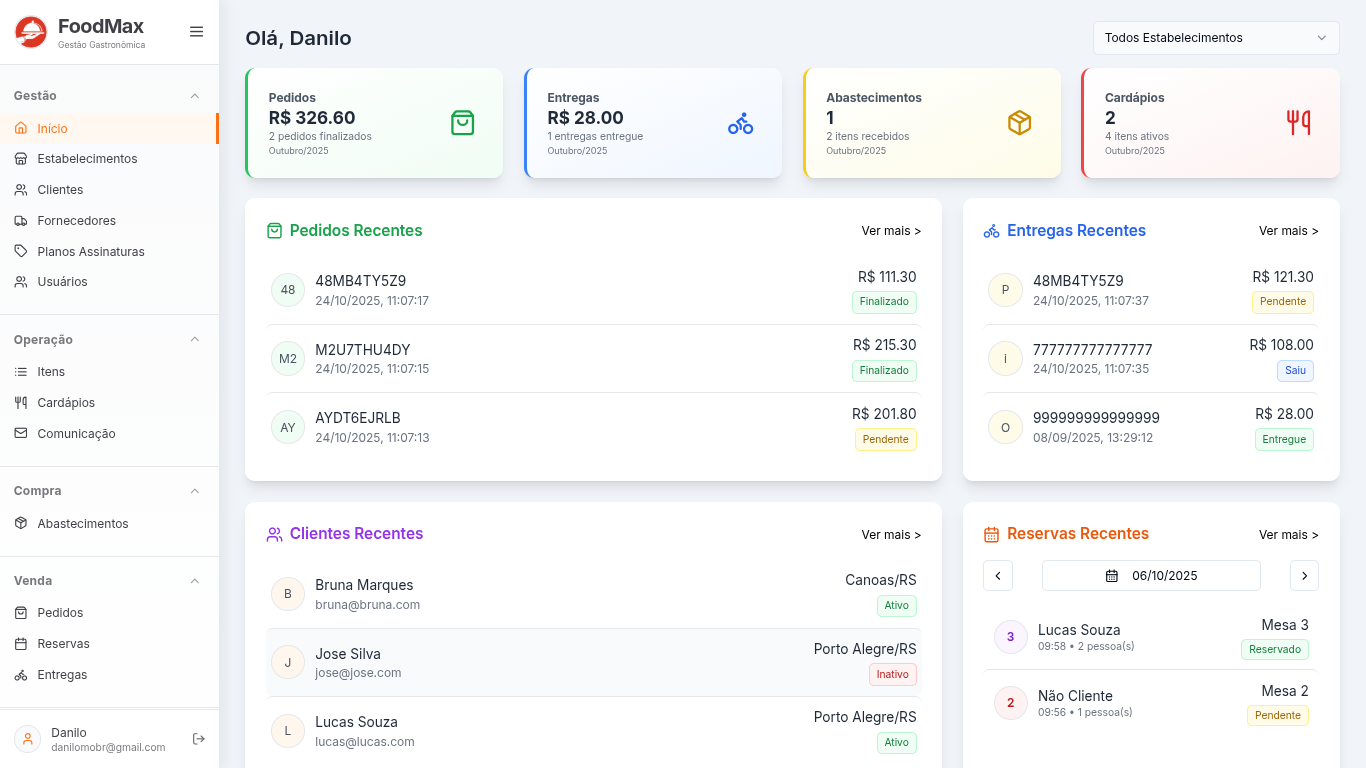 FoodMax
Gestão Gastronômica
Gestão
Início
Estabelecimentos
Clientes
Fornecedores
Planos Assinaturas
Usuários
Operação
Itens
Cardápios
Comunicação
Compra
Abastecimentos
Venda
Pedidos
Reservas
Entregas
Danilo
danilomobr@gmail.com
Olá, Danilo
Todos Estabelecimentos
Pedidos
R$ 326.60
2 pedidos finalizados
Outubro/2025
Entregas
R$ 28.00
1 entregas entregue
Outubro/2025
Abastecimentos
1
2 itens recebidos
Outubro/2025
Cardápios
2
4 itens ativos
Outubro/2025
Pedidos Recentes
Ver mais >
48
48MB4TY5Z9
24/10/2025, 11:07:17
R$ 111.30
Finalizado
M2
M2U7THU4DY
24/10/2025, 11:07:15
R$ 215.30
Finalizado
AY
AYDT6EJRLB
24/10/2025, 11:07:13
R$ 201.80
Pendente
Entregas Recentes
Ver mais >
P
48MB4TY5Z9
24/10/2025, 11:07:37
R$ 121.30
Pendente
i
777777777777777
24/10/2025, 11:07:35
R$ 108.00
Saiu
O
999999999999999
08/09/2025, 13:29:12
R$ 28.00
Entregue
Clientes Recentes
Ver mais >
B
Bruna Marques
bruna@bruna.com
Canoas/RS
Ativo
J
Jose Silva
jose@jose.com
Porto Alegre/RS
Inativo
L
Lucas Souza
lucas@lucas.com
Porto Alegre/RS
Ativo
Reservas Recentes
Ver mais >
06/10/2025
3
Lucas Souza
09:58 • 2 pessoa(s)
Mesa 3
Reservado
2
Não Cliente
09:56 • 1 pessoa(s)
Mesa 2
Pendente